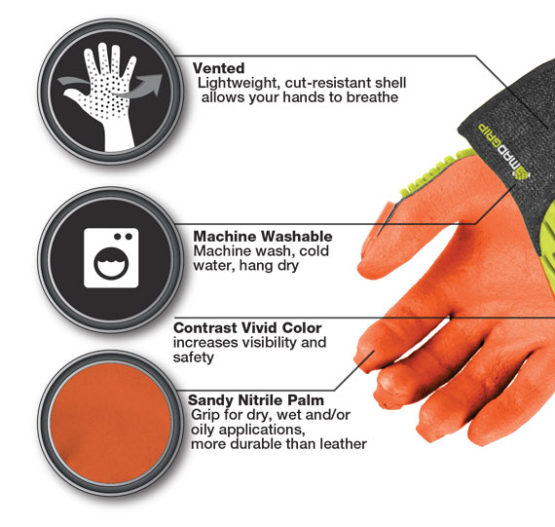 Vented
Lightweight, cut-resistant shell
allows your hands to breathe
MADGRIP
Machine Washable
Machine wash, cold
water, hang dry
Contrast Vivid Color
increases visibility and
safety
Sandy Nitrile Palm
Grip for dry, wet and/or
oily applications,
more durable than leather